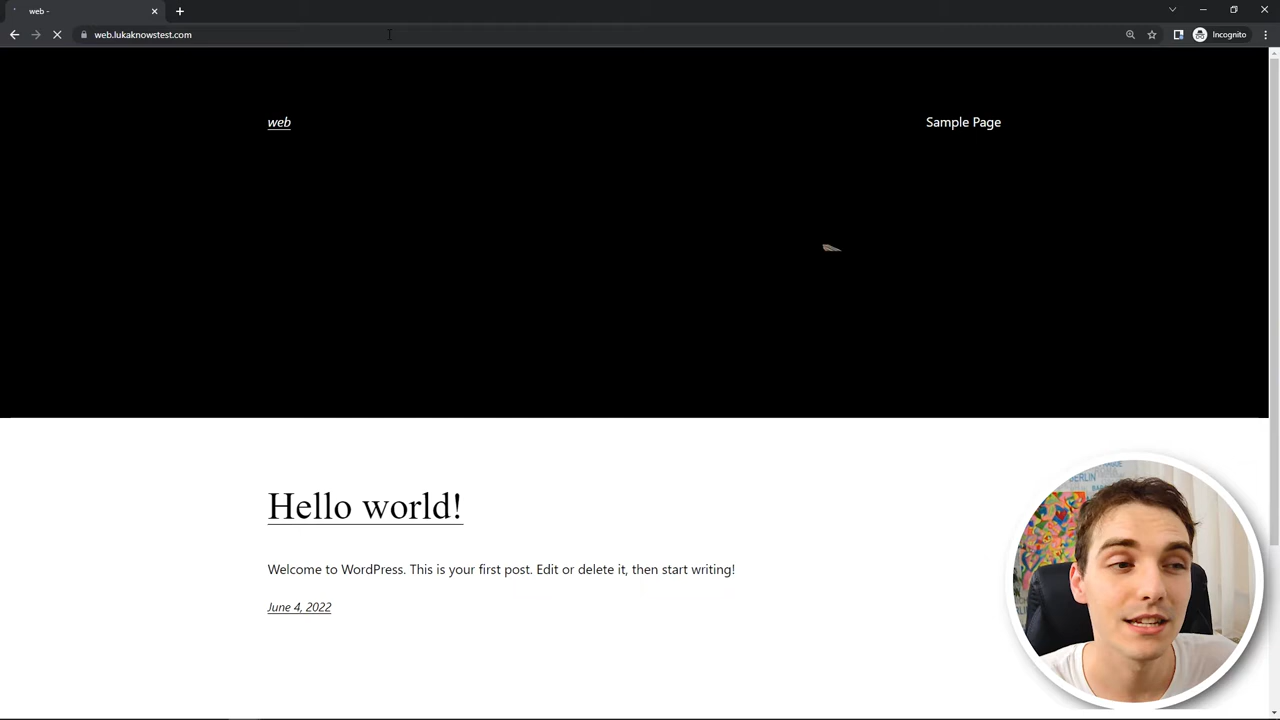 web -
web.lukaknowstest.com
Incognito
web
Sample Page
Hello world!
Welcome to WordPress. This is your first post. Edit or delete it, then start writing!
June 4, 2022